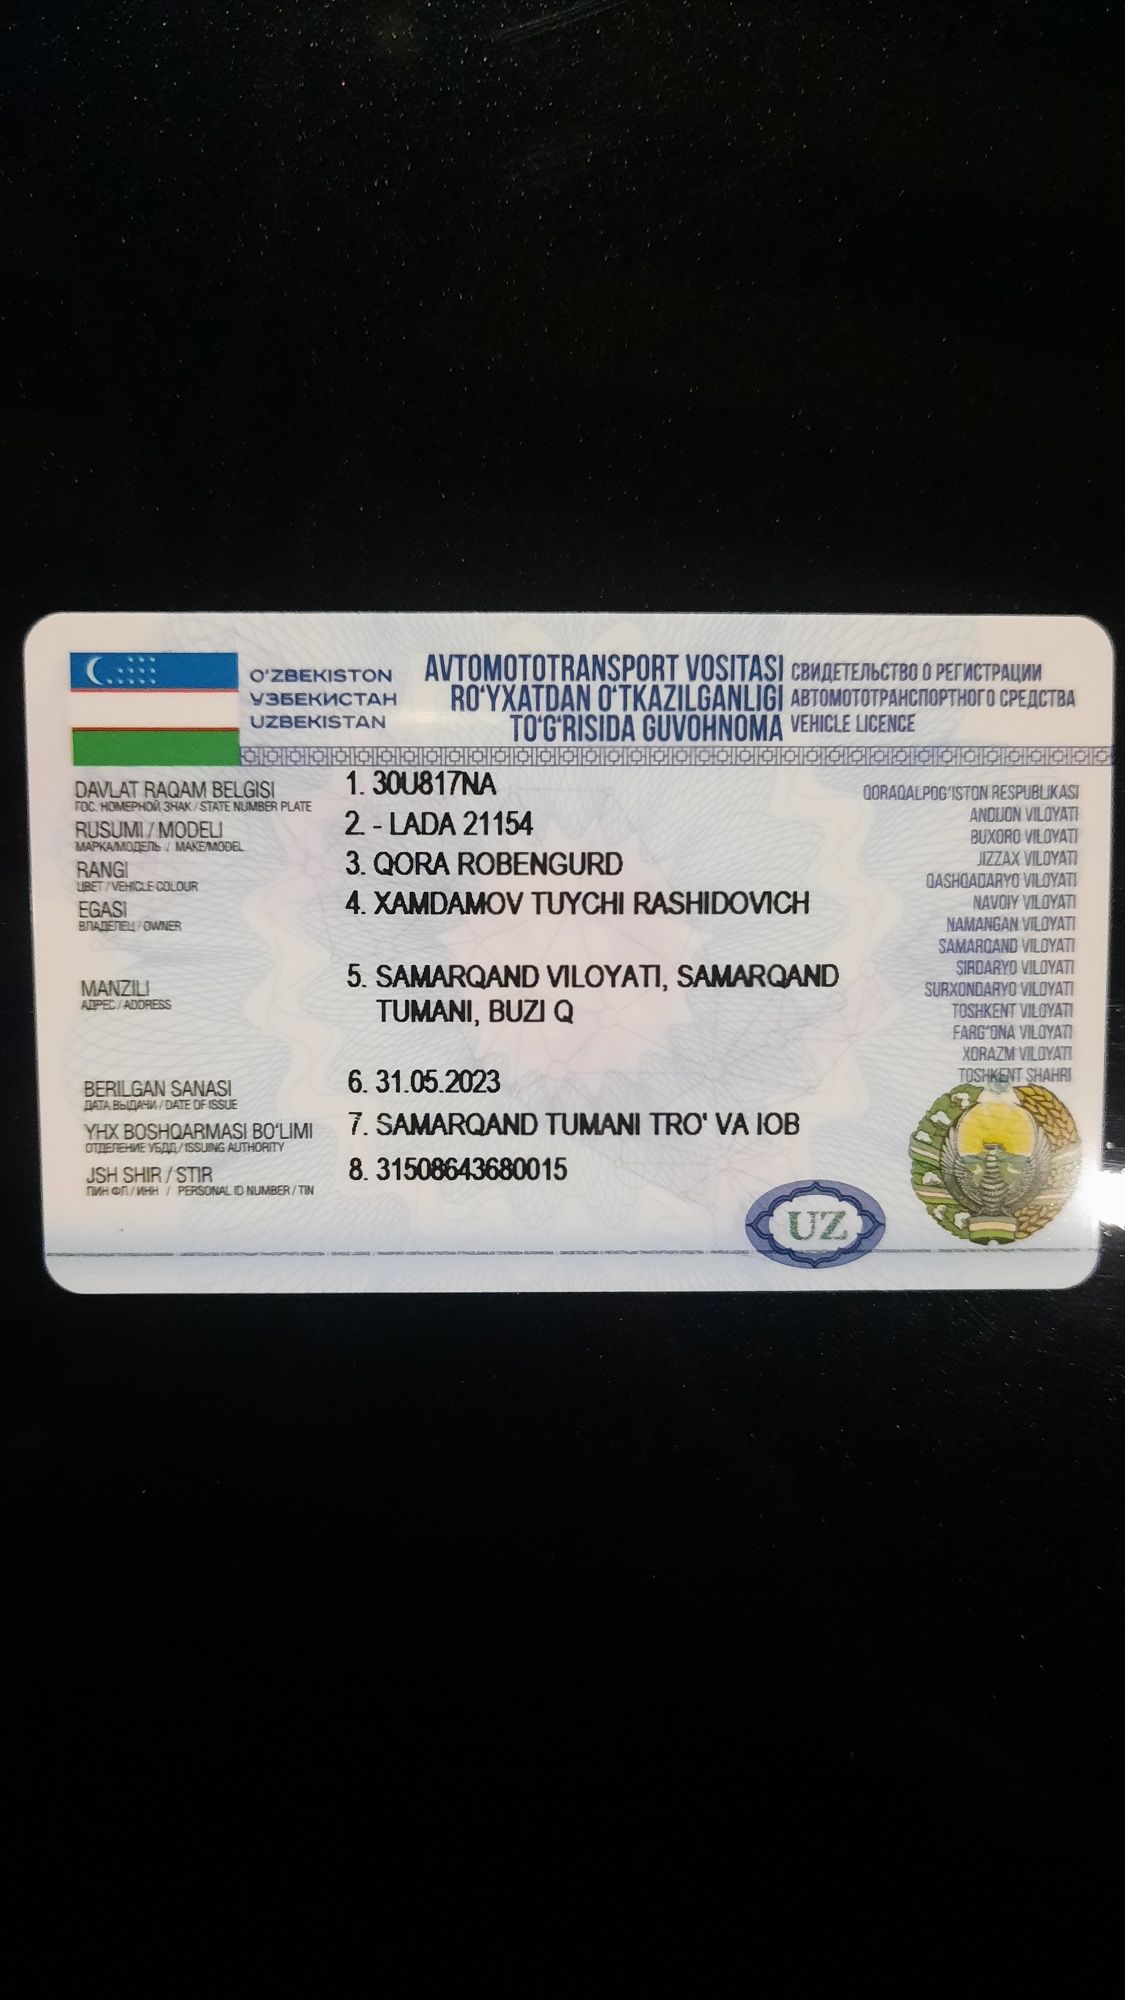 O'ZBEKISTON
УЗБЕКИСТАН
UZBEKISTAN
AVTOMOTOTRANSPORT VOSITASI
RO'YXATDAN O'TKAZILGANLIGI
TO'G'RISIDA GUVOHNOMA
СВИДЕТЕЛЬСТВО О РЕГИСТРАЦИИ
АВТОМОТОТРАНСПОРТНОГО СРЕДСТВА
VEHICLE LICENCE
DAVLAT RAQAM BELGISI
ГОС. НОМЕРНОЙ ЗНАК / STATE NUMBER PLATE
1. 30U817NA
RUSUMI / MODELI
МАРКА/МОДЕЛЬ / MAKE/MODEL
2. - LADA 21154
RANGI
ЦВЕТ / VEHICLE COLOUR
3. QORA ROBENGURD
EGASI
ВЛАДЕЛЕЦ / OWNER
4. XAMDAMOV TUYCHI RASHIDOVICH
MANZILI
АДРЕС / ADDRESS
5. SAMARQAND VILOYATI, SAMARQAND
TUMANI, BUZI Q
BERILGAN SANASI
ДАТА ВЫДАЧИ / DATE OF ISSUE
6. 31.05.2023
YHX BOSHQARMASI BO'LIMI
ОТДЕЛЕНИЕ УБДД / ISSUING AUTHORITY
7. SAMARQAND TUMANI TRO' VA IOB
JSH SHIR / STIR
ПИН ФЛ / ИНН / PERSONAL ID NUMBER / TIN
8. 31508643680015
QORAQALPOG'ISTON RESPUBLIKASI
ANDIJON VILOYATI
BUXORO VILOYATI
JIZZAX VILOYATI
QASHQADARYO VILOYATI
NAVOIY VILOYATI
NAMANGAN VILOYATI
SAMARQAND VILOYATI
SIRDARYO VILOYATI
SURXONDARYO VILOYATI
TOSHKENT VILOYATI
FARG'ONA VILOYATI
XORAZM VILOYATI
TOSHKENT SHAHRI
UZ